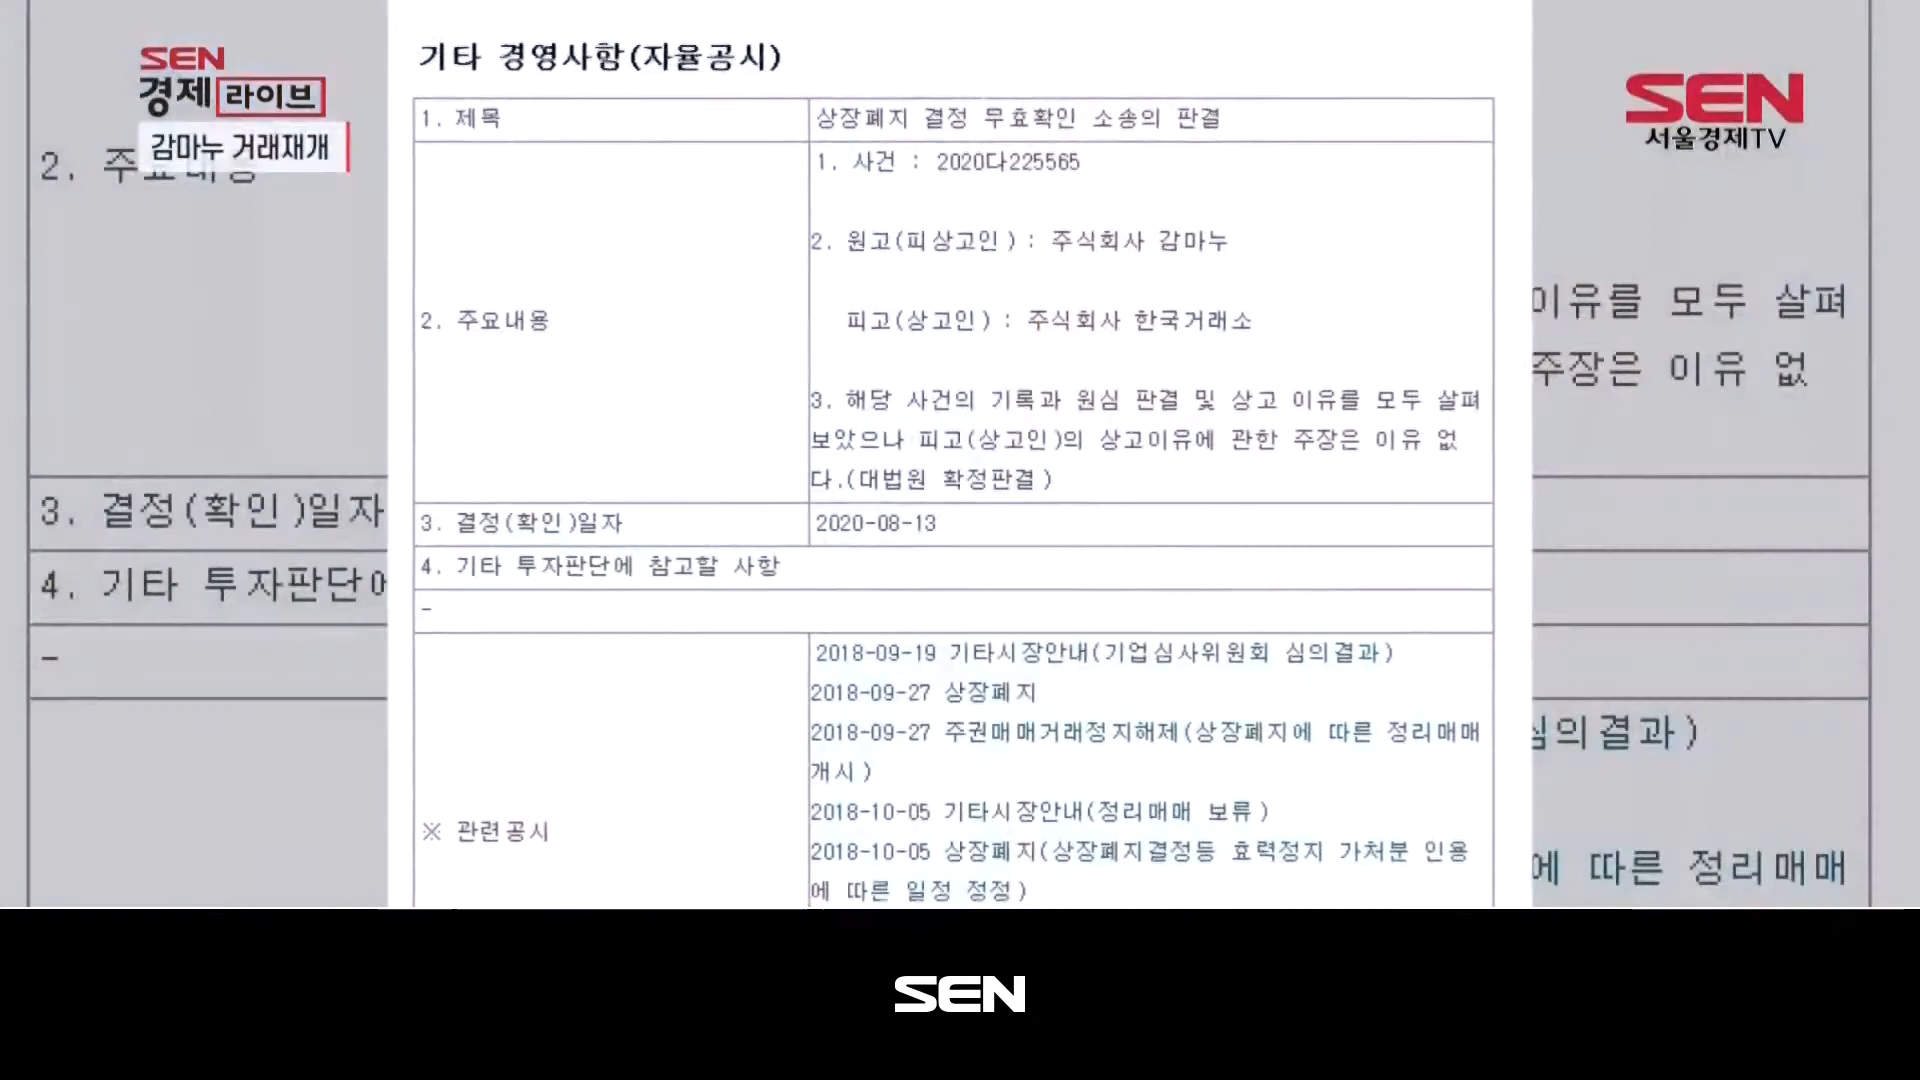 SEN
경제라이브
감마누 거래재개
SEN
서울경제TV
기타 경영사항(자율공시)
1. 제목
상장폐지 결정 무효확인 소송의 판결
2. 주요내용
1. 사건 : 2020다225565
2. 원고(피상고인) : 주식회사 감마누
피고(상고인) : 주식회사 한국거래소
3. 해당 사건의 기록과 원심 판결 및 상고 이유를 모두 살펴
보았으나 피고(상고인)의 상고이유에 관한 주장은 이유 없
다.(대법원 확정판결)
3. 결정(확인)일자
2020-08-13
4. 기타 투자판단에 참고할 사항
-
※ 관련공시
2018-09-19 기타시장안내(기업심사위원회 심의결과)
2018-09-27 상장폐지
2018-09-27 주권매매거래정지해제(상장폐지에 따른 정리매매
개시)
2018-10-05 기타시장안내(정리매매 보류)
2018-10-05 상장폐지(상장폐지결정등 효력정지 가처분 인용
에 따른 일정 정정)
2. 주
3. 결정(확인)일자
4. 기타 투자판단에
-
이유를 모두 살펴
주장은 이유 없
심의결과)
에 따른 정리매매
SEN